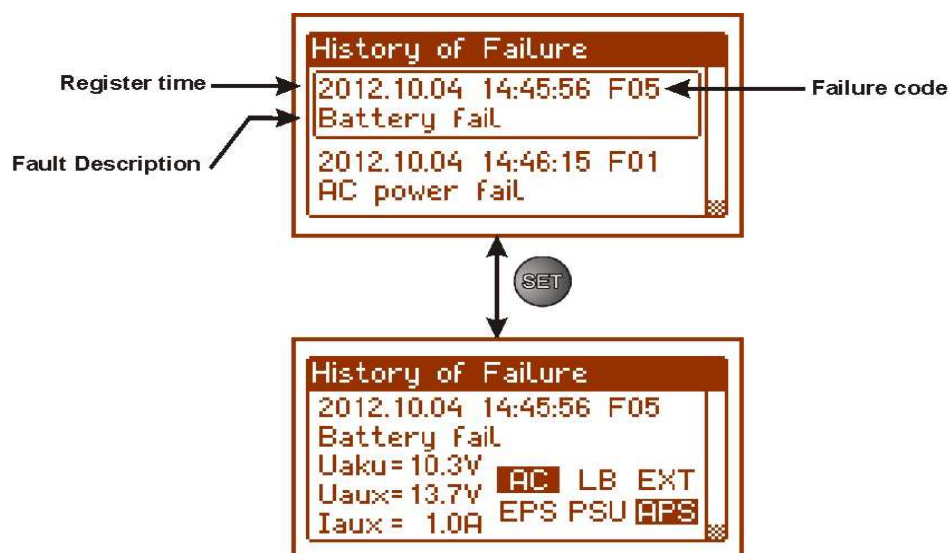 History of Failure
Register time
2012.10.04 14:45:56 F05
Failure code
Battery fail
Fault Description
2012.10.04 14:46:15 F01
AC power fail
SET
History of Failure
2012.10.04 14:45:56 F05
Battery fail
Uaku=10.3V
AC LB EXT
Uaux=13.7V
EPS PSU APS
Iaux = 1.0A